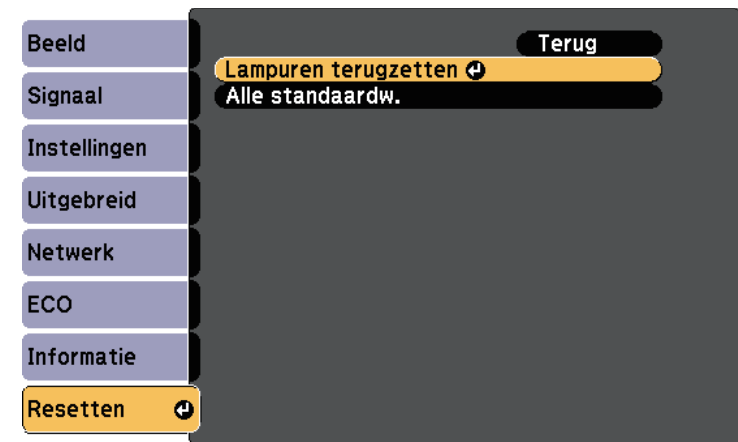 Beeld
Signaal
Instellingen
Uitgebreid
Netwerk
ECO
Informatie
Resetten
Terug
Lampuren terugzetten
Alle standaardw.